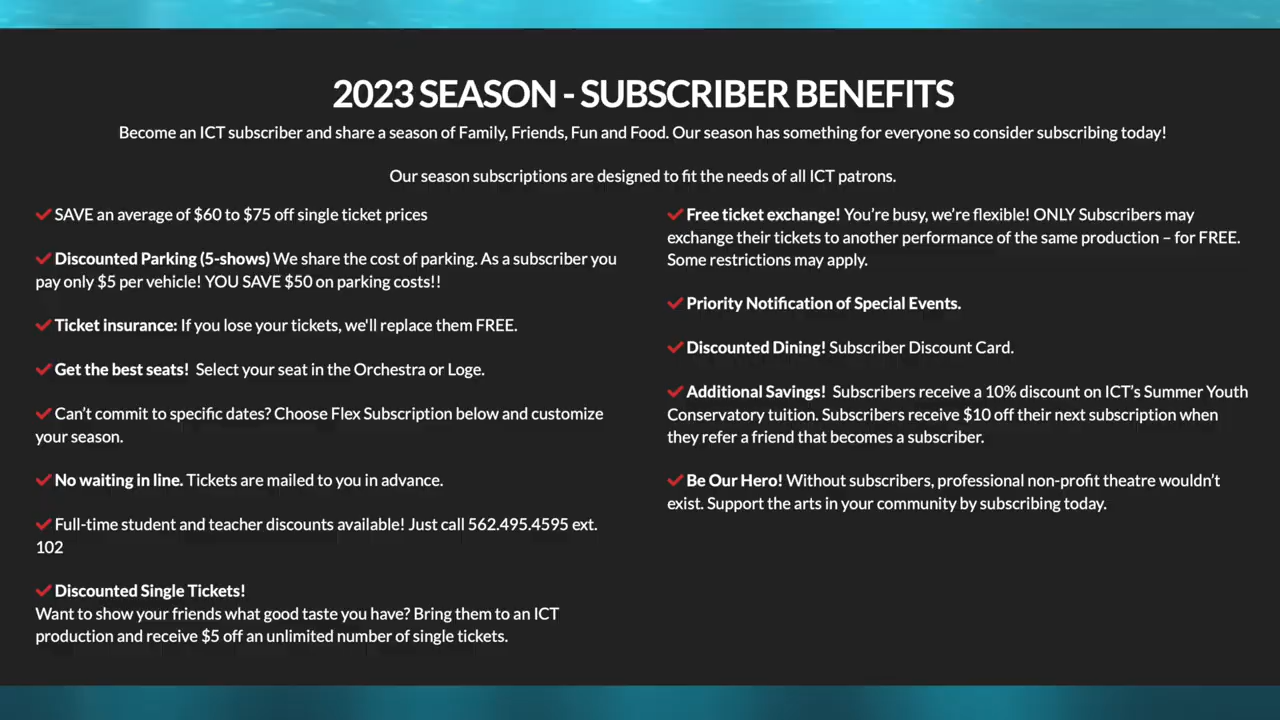 2023 SEASON - SUBSCRIBER BENEFITS
Become an ICT subscriber and share a season of Family, Friends, Fun and Food. Our season has something for everyone so consider subscribing today!
Our season subscriptions are designed to fit the needs of all ICT patrons.
SAVE an average of $60 to $75 off single ticket prices
Discounted Parking (5-shows) We share the cost of parking. As a subscriber you
pay only $5 per vehicle! YOU SAVE $50 on parking costs!!
Ticket insurance: If you lose your tickets, we'll replace them FREE.
Get the best seats!  Select your seat in the Orchestra or Loge.
Can’t commit to specific dates? Choose Flex Subscription below and customize
your season.
No waiting in line. Tickets are mailed to you in advance.
Full-time student and teacher discounts available! Just call 562.495.4595 ext.
102
Discounted Single Tickets!
Want to show your friends what good taste you have? Bring them to an ICT
production and receive $5 off an unlimited number of single tickets.
Free ticket exchange! You’re busy, we’re flexible! ONLY Subscribers may
exchange their tickets to another performance of the same production – for FREE.
Some restrictions may apply.
Priority Notification of Special Events.
Discounted Dining! Subscriber Discount Card.
Additional Savings!  Subscribers receive a 10% discount on ICT’s Summer Youth
Conservatory tuition. Subscribers receive $10 off their next subscription when
they refer a friend that becomes a subscriber.
Be Our Hero! Without subscribers, professional non-profit theatre wouldn’t
exist. Support the arts in your community by subscribing today.